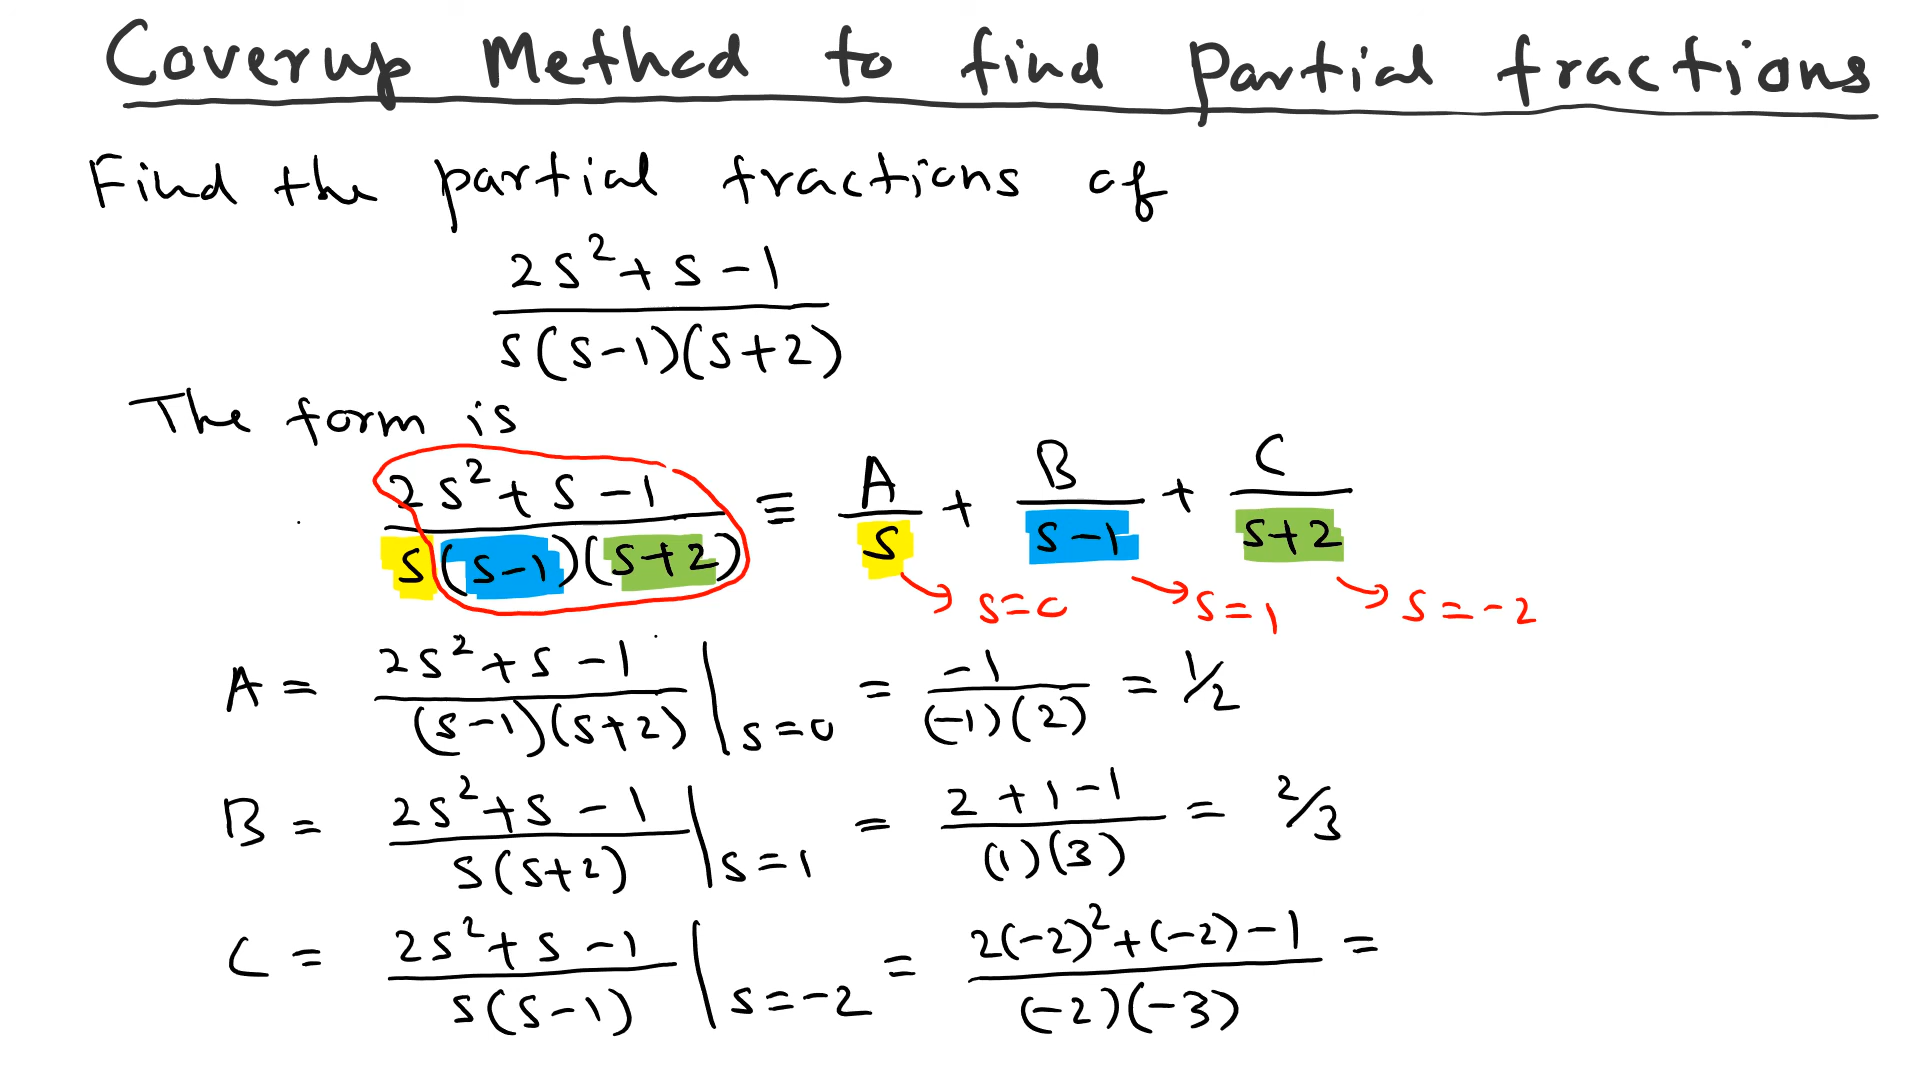 Coverup Method to find Partial fractions
Find the partial fractions of
2s²+s-1
s(s-1)(s+2)
The form is
2s²+s-1 / s(s-1)(s+2) ≡ A/s + B/s-1 + C/s+2
→ s=0 → s=1 → s=-2
A = 2s²+s-1 / (s-1)(s+2) | s=0 = -1 / (-1)(2) = 1/2
B = 2s²+s-1 / s(s+2) | s=1 = 2+1-1 / (1)(3) = 2/3
C = 2s²+s-1 / s(s-1) | s=-2 = 2(-2)²+(-2)-1 / (-2)(-3) =